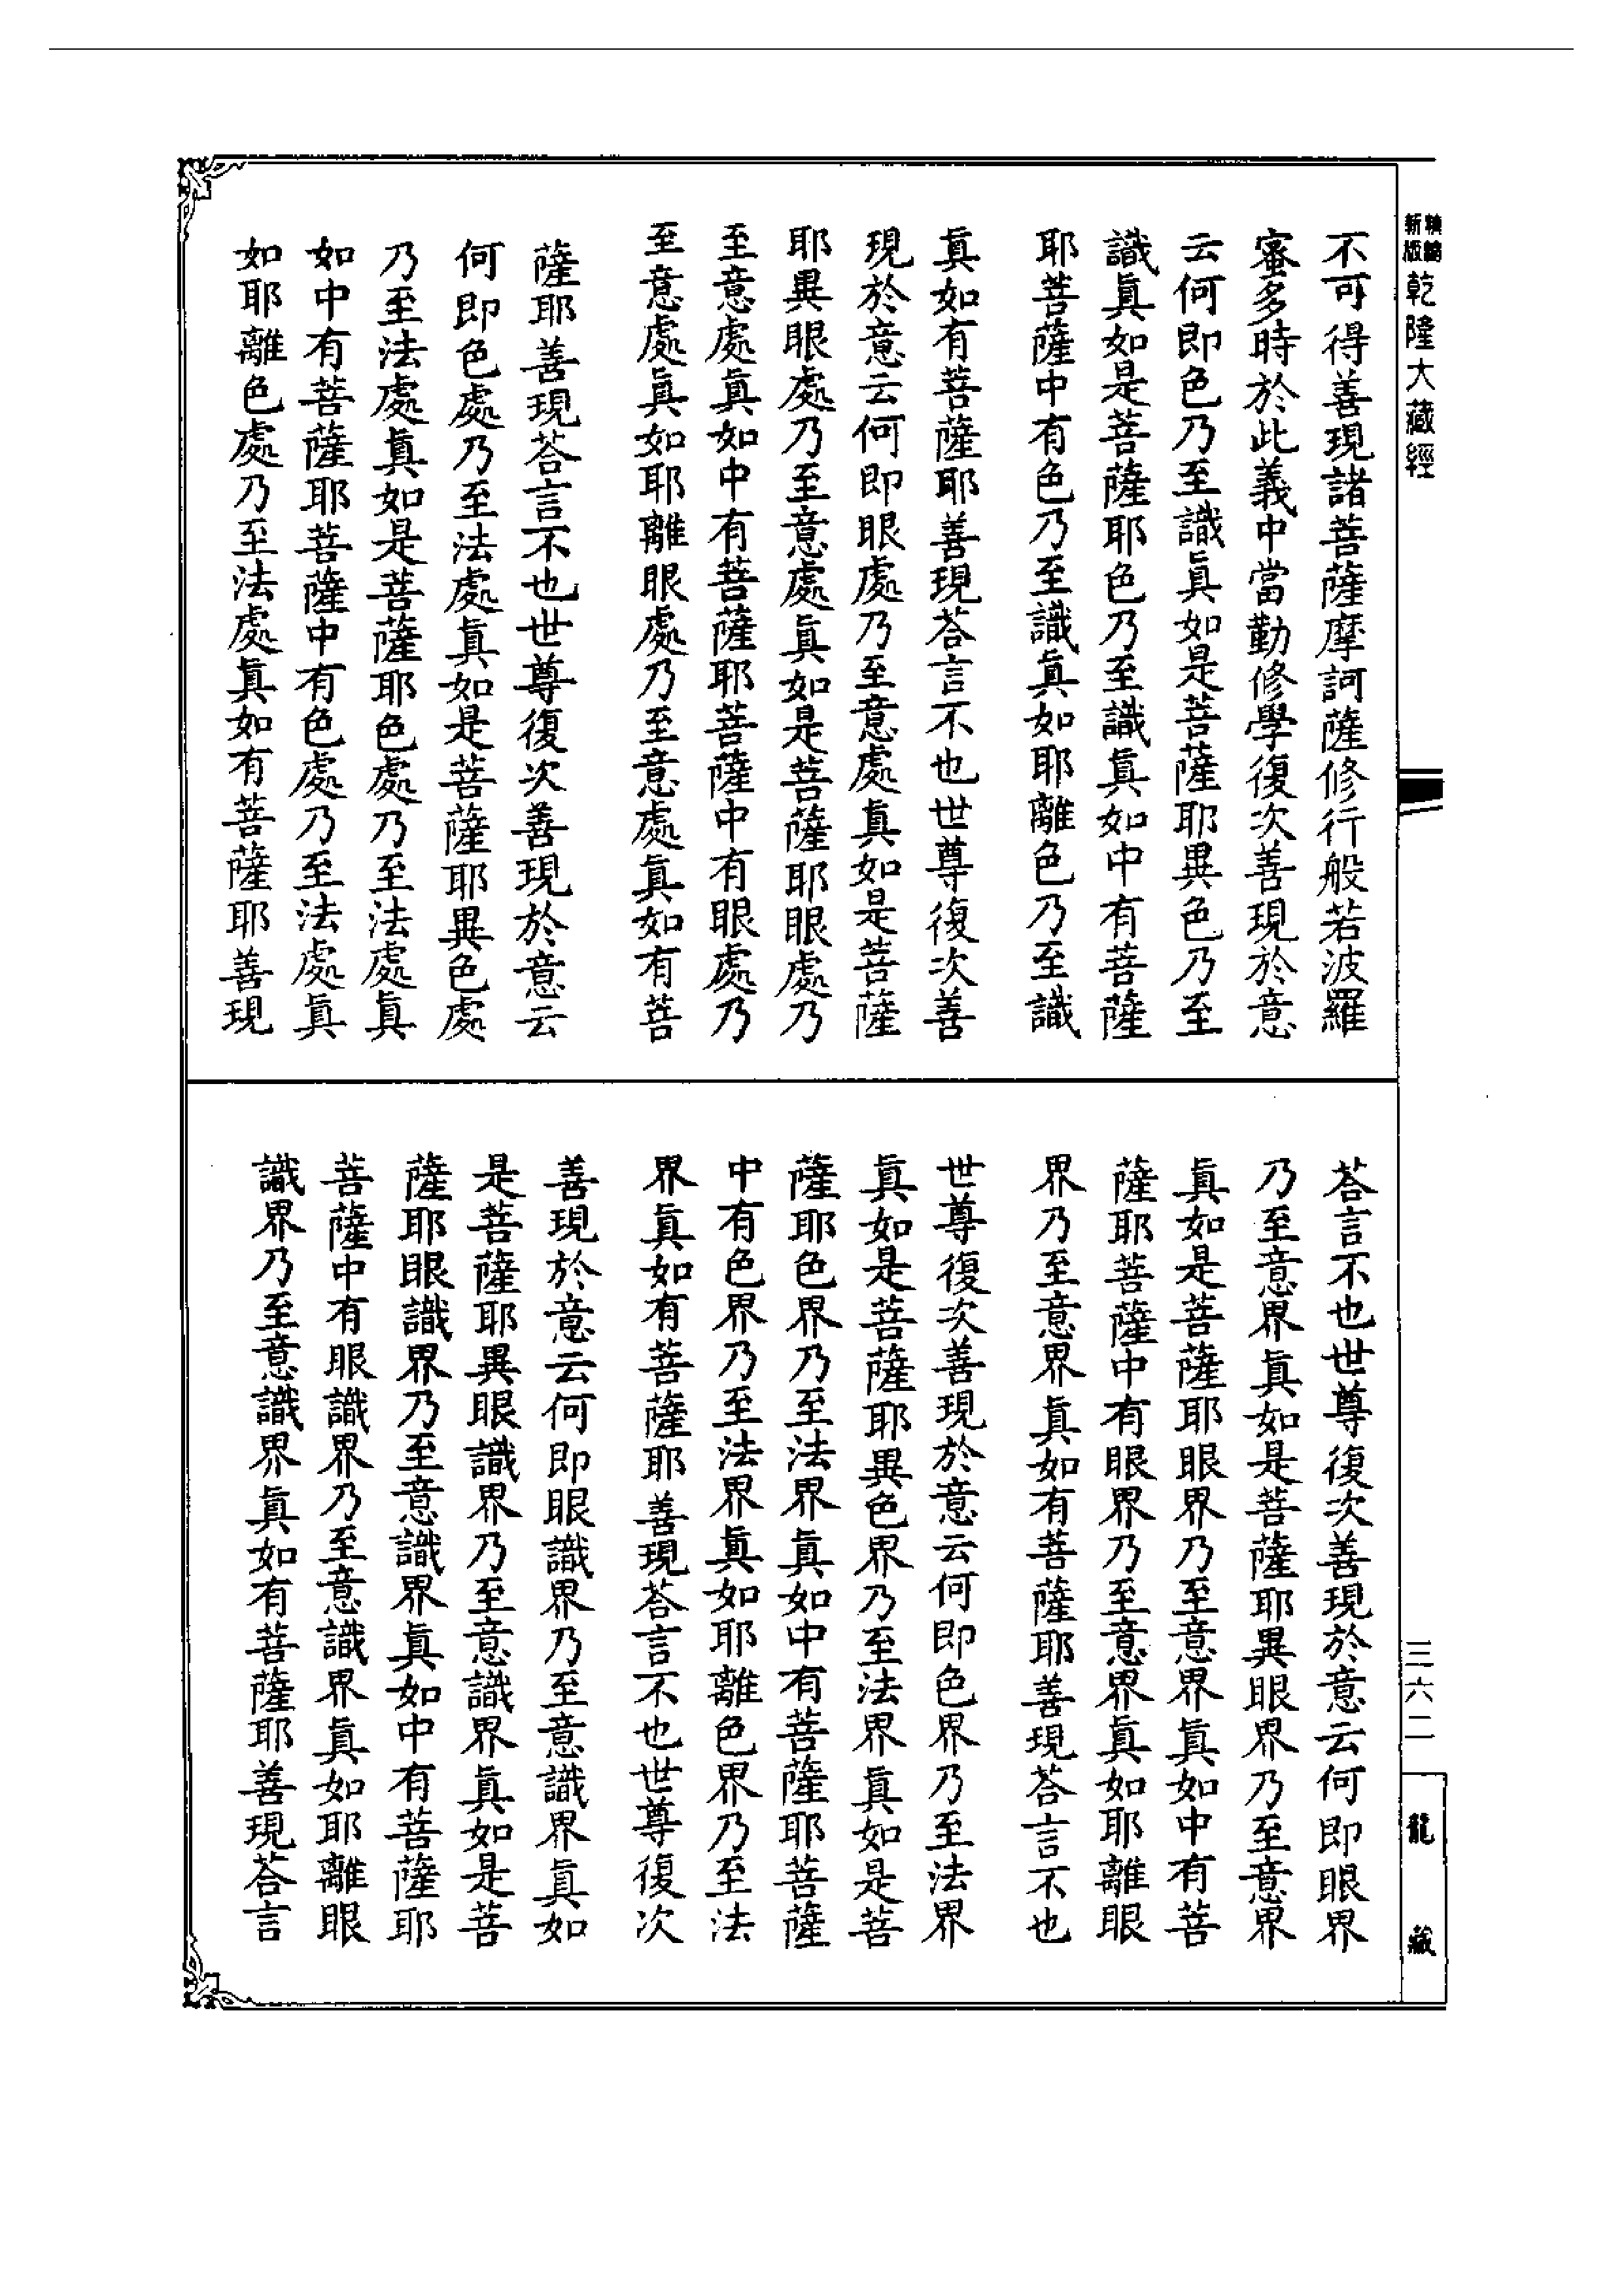 新版精縮乾隆大藏經
不可得善現諸菩薩摩訶薩修行般若波羅
蜜多時於此義中當勤修學復次善現於意
云何即色乃至識眞如是菩薩耶異色乃至
識眞如是菩薩耶色乃至識眞如中有菩薩
耶菩薩中有色乃至識眞如耶離色乃至識
眞如有菩薩耶善現荅言不也世尊復次善
現於意云何即眼處乃至意處眞如是菩薩
耶異眼處乃至意處眞如是菩薩耶眼處乃
至意處眞如中有菩薩耶菩薩中有眼處乃
至意處眞如耶離眼處乃至意處眞如有菩
薩耶善現荅言不也世尊復次善現於意云
何即色處乃至法處眞如是菩薩耶異色處
乃至法處眞如是菩薩耶色處乃至法處眞
如中有菩薩耶菩薩中有色處乃至法處眞
如耶離色處乃至法處眞如有菩薩耶善現
荅言不也世尊復次善現於意云何即眼界
乃至意界眞如是菩薩耶異眼界乃至意界
眞如是菩薩耶眼界乃至意界眞如中有菩
薩耶菩薩中有眼界乃至意界眞如耶離眼
界乃至意界眞如有菩薩耶善現荅言不也
世尊復次善現於意云何即色界乃至法界
眞如是菩薩耶異色界乃至法界眞如是菩
薩耶色界乃至法界眞如中有菩薩耶菩薩
中有色界乃至法界眞如耶離色界乃至法
界眞如有菩薩耶善現荅言不也世尊復次
善現於意云何即眼識界乃至意識界眞如
是菩薩耶異眼識界乃至意識界眞如是菩
薩耶眼識界乃至意識界眞如中有菩薩耶
菩薩中有眼識界乃至意識界眞如耶離眼
識界乃至意識界眞如有菩薩耶善現荅言
三六二
龍藏